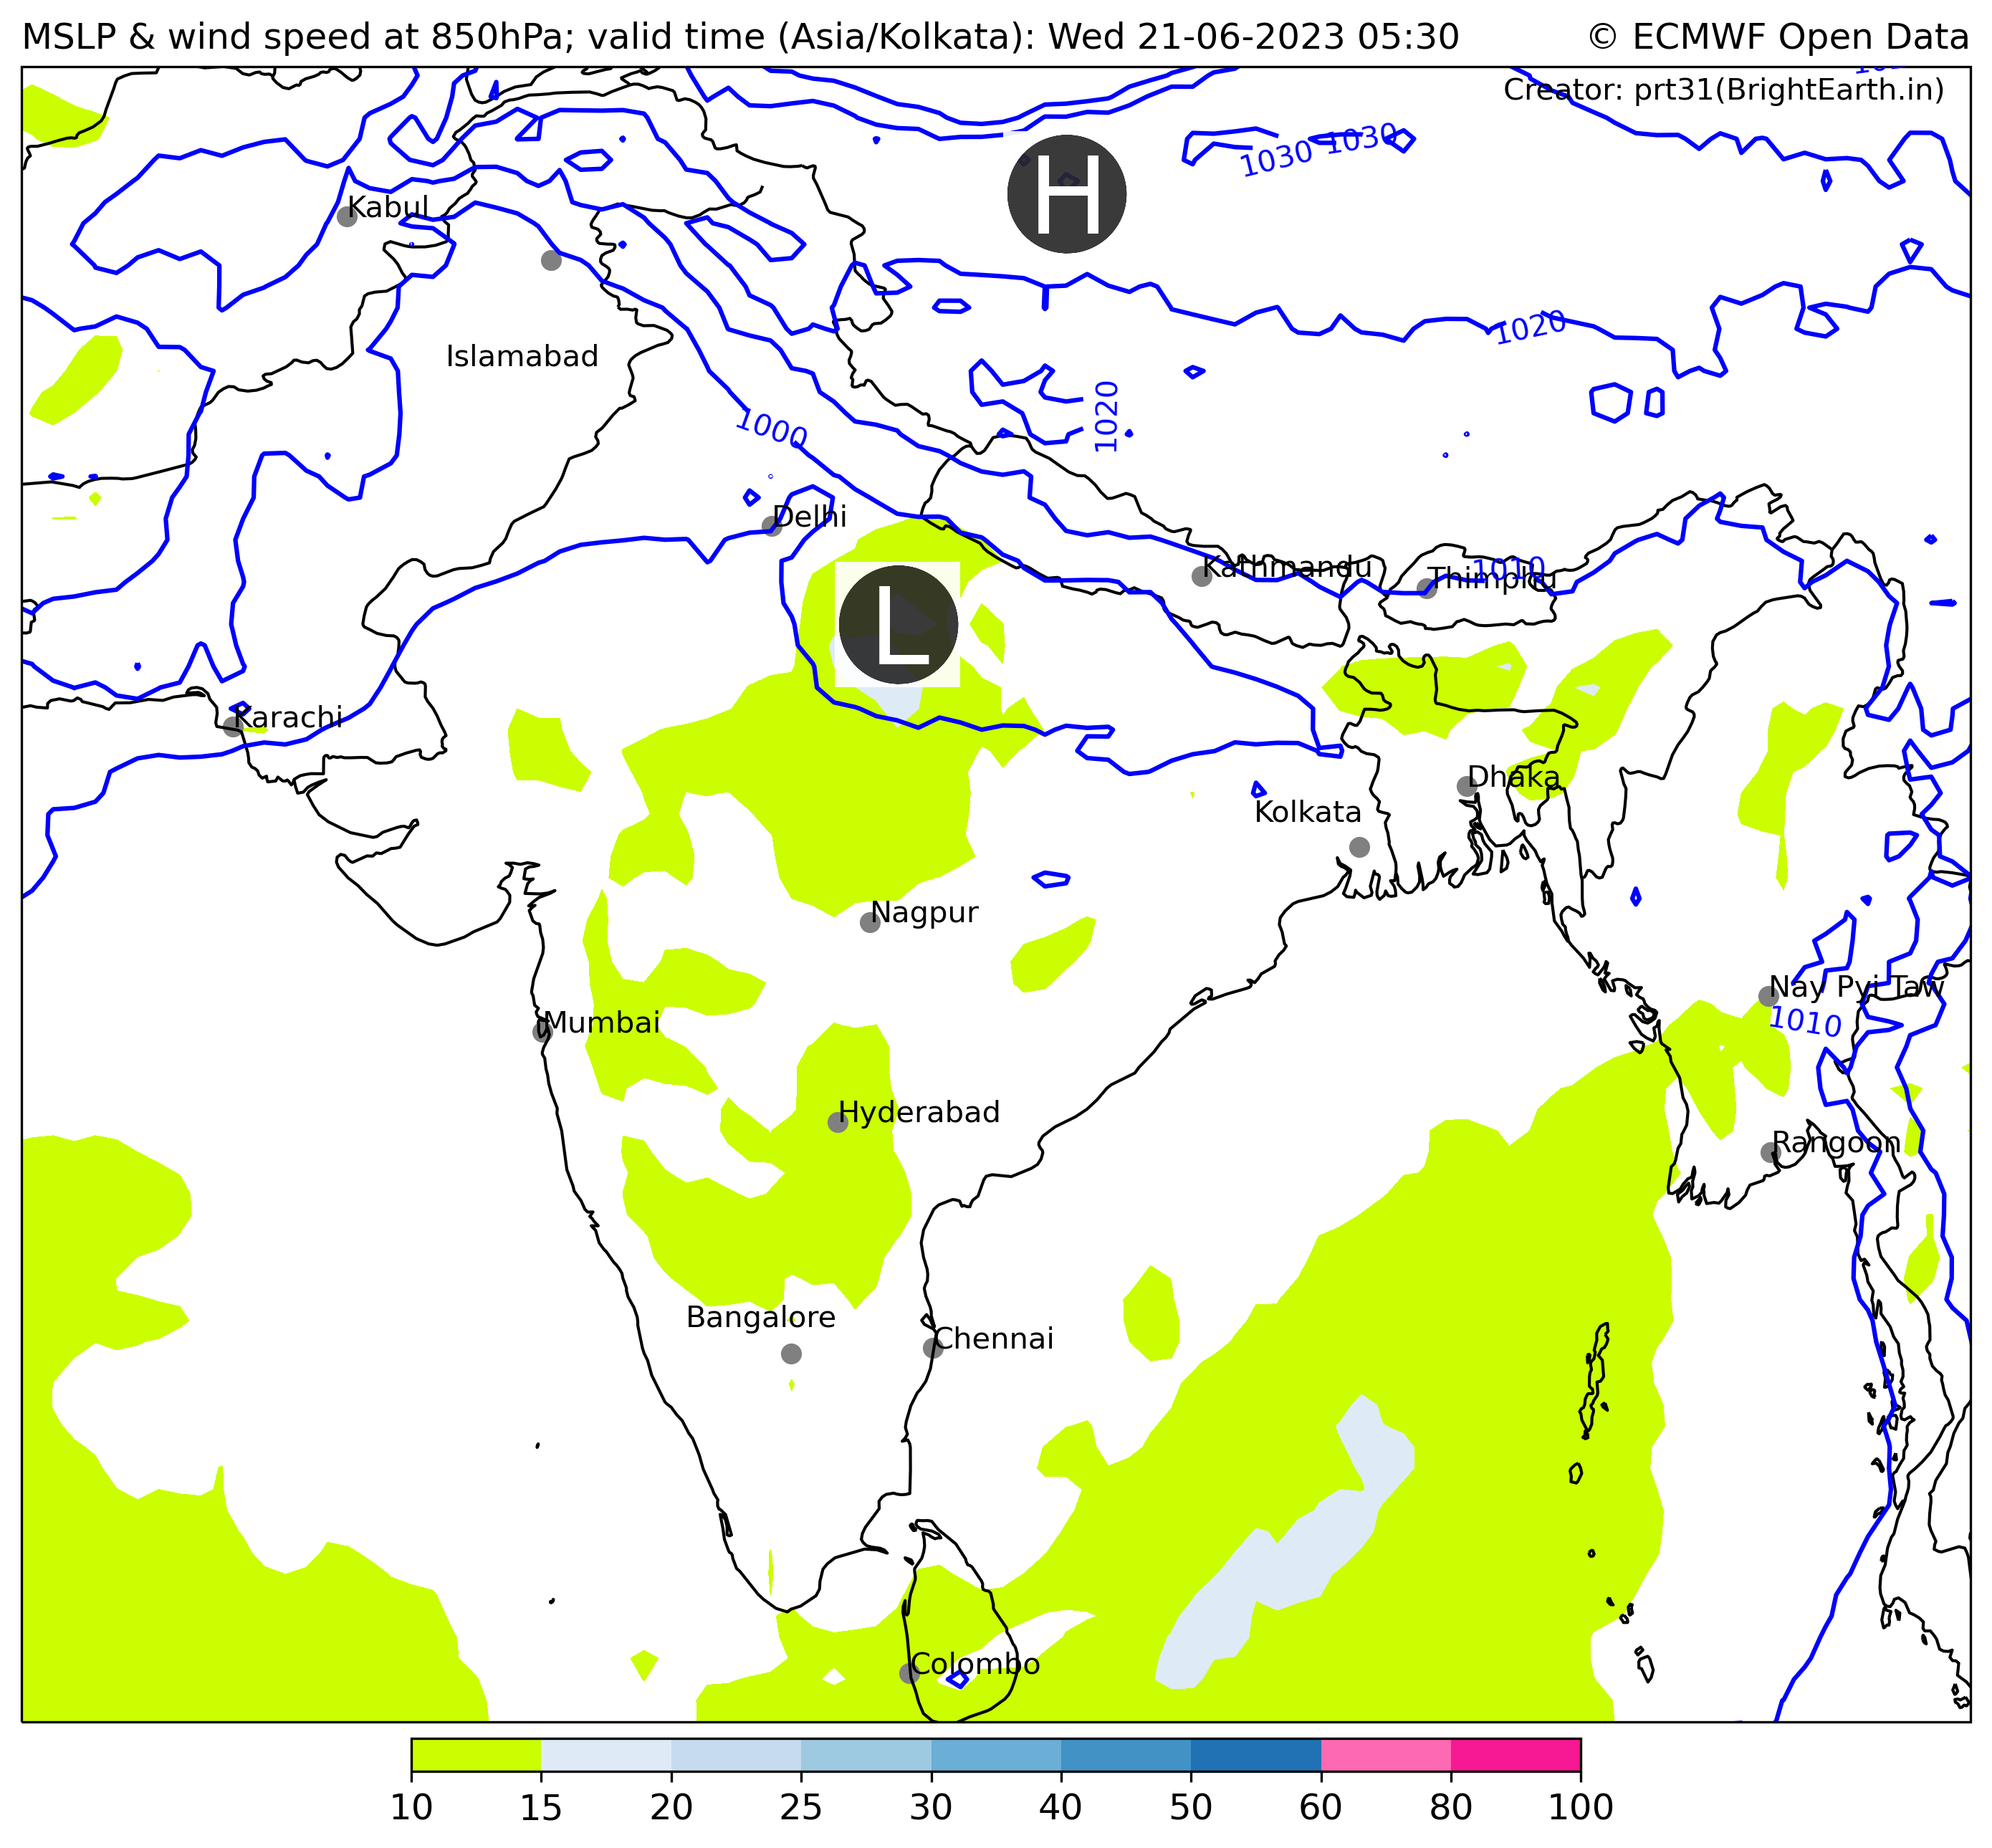 MSLP & wind speed at 850hPa; valid time (Asia/Kolkata): Wed 21-06-2023 05:30
© ECMWF Open Data
Creator: prt31(BrightEarth.in)
1030 1030
H
Kabul
1020
Islamabad
1020
1000
Delhi
Kathmandu
1010
Thimphu
L
Karachi
Dhaka
Kolkata
Nagpur
Nay Pyi Taw
1010
Mumbai
Hyderabad
Rangoon
Bangalore
Chennai
Colombo
10 15 20 25 30 40 50 60 80 100